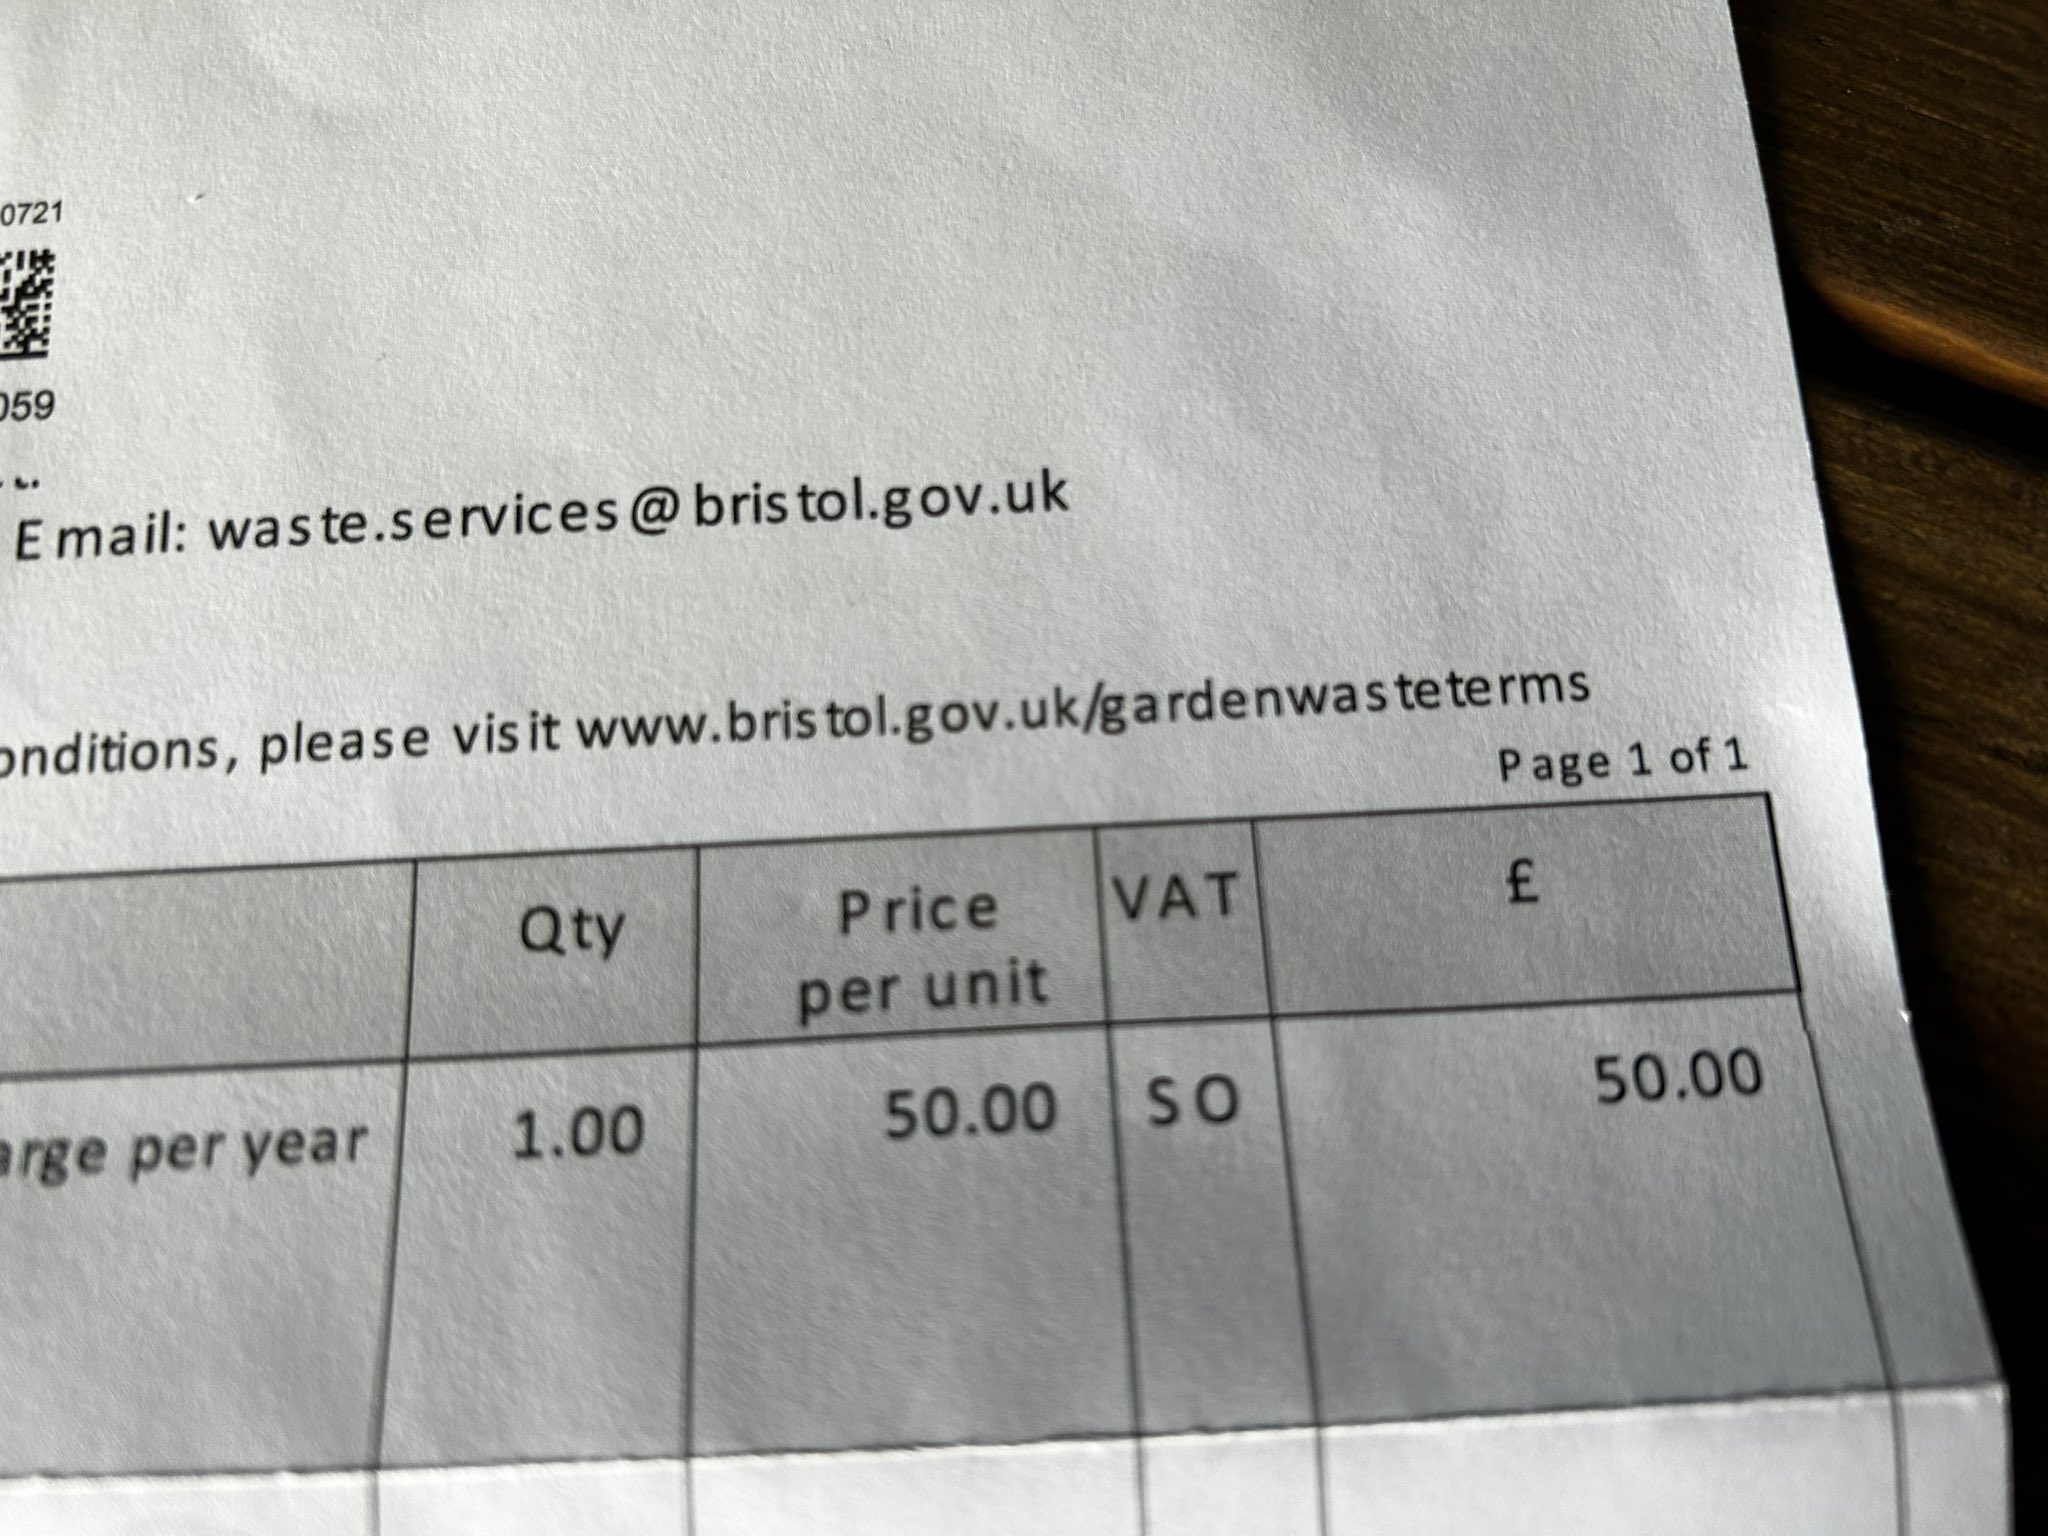 0721
059
Email: waste.services@bristol.gov.uk
onditions, please visit www.bristol.gov.uk/gardenwasteterms
Page 1 of 1
Qty Price per unit VAT £
arge per year 1.00 50.00 SO 50.00